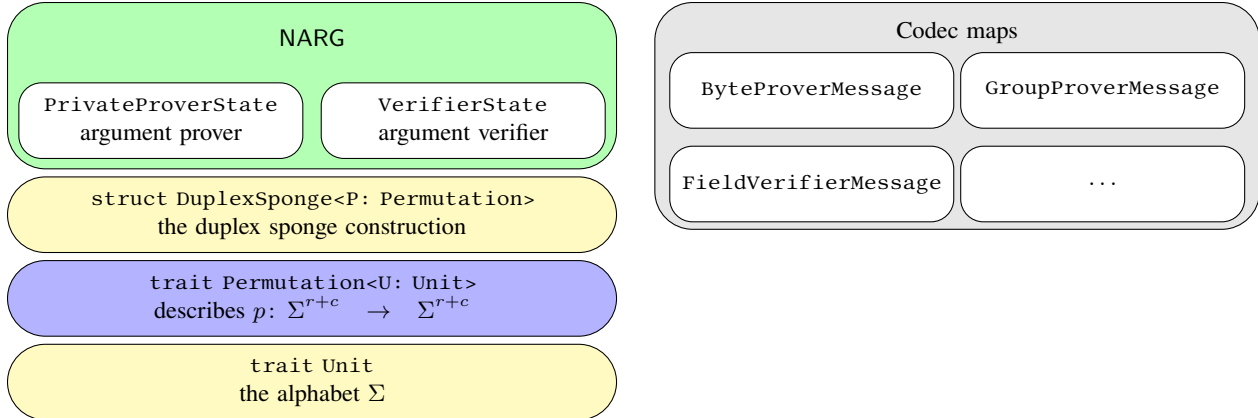 NARG
PrivateProverState
argument prover
VerifierState
argument verifier
struct DuplexSponge<P: Permutation>
the duplex sponge construction
trait Permutation<U: Unit>
describes p: Σ^{r+c} → Σ^{r+c}
trait Unit
the alphabet Σ
Codec maps
ByteProverMessage
GroupProverMessage
FieldVerifierMessage
...